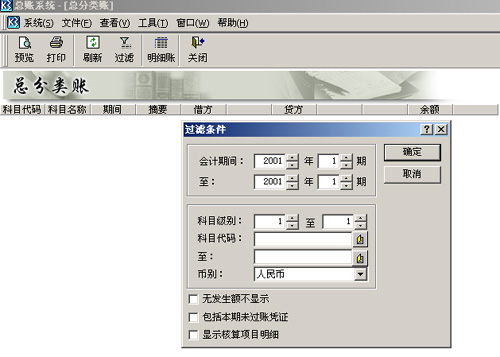 总账系统 - [总分类账]
系统(S) 文件(F) 查看(V) 工具(T) 窗口(W) 帮助(H)
预览 打印 刷新 过滤 明细账 关闭
总分类账
科目代码 科目名称 期间 摘要 借方 贷方 余额
过滤条件
会计期间: 2001 年 1 期 确定
至: 2001 年 1 期 取消
科目级别: 1 至 1
科目代码:
至:
币别: 人民币
无发生额不显示
包括本期未过账凭证
显示核算项目明细